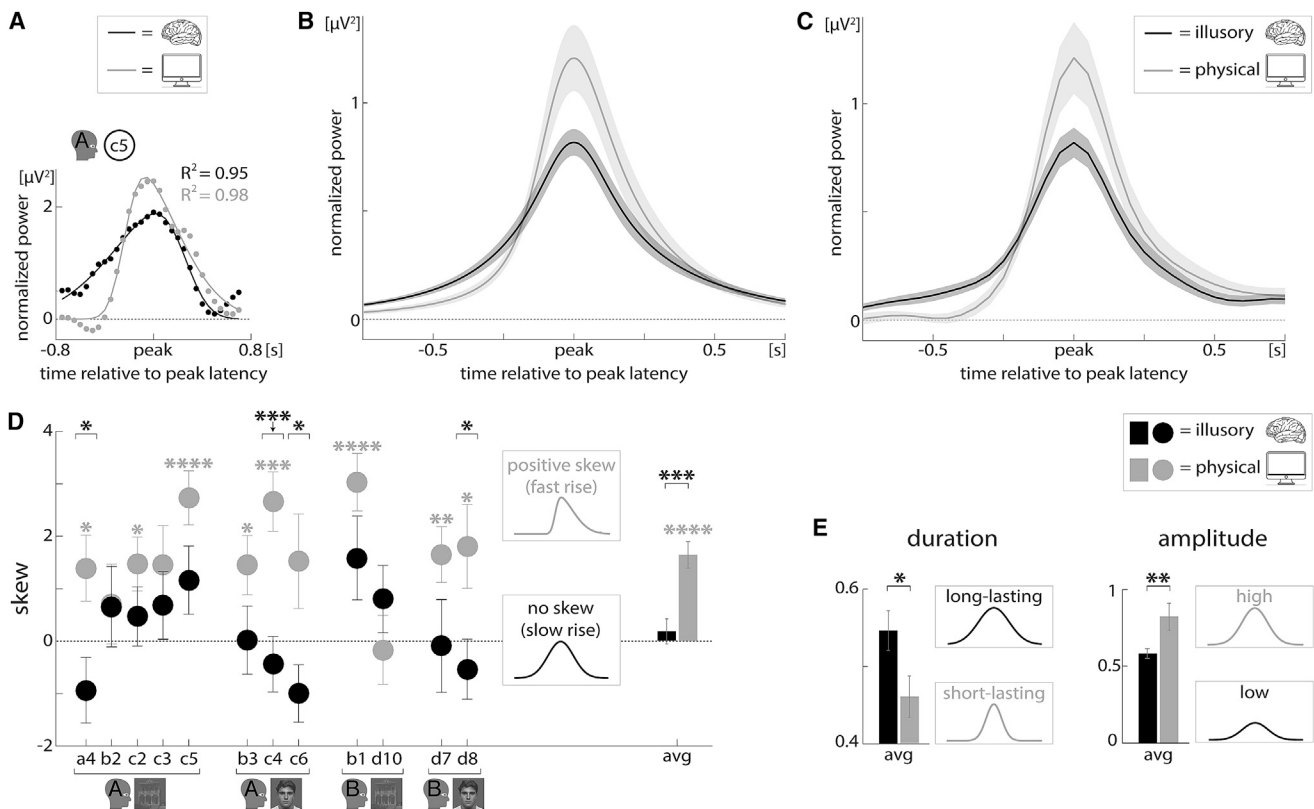 A
=
=
A c5
[µV²]
R² = 0.95
R² = 0.98
2
0
normalized power
-0.8 peak 0.8 [s]
time relative to peak latency
B
[µV²]
1
0
normalized power
-0.5 peak 0.5 [s]
time relative to peak latency
C
[µV²]
= illusory
= physical
1
0
normalized power
-0.5 peak 0.5 [s]
time relative to peak latency
D
4
2
0
-2
skew
* *** * *
* * **** * *** **** ** *
positive skew
(fast rise)
no skew
(slow rise)
***
****
avg
a4 b2 c2 c3 c5 b3 c4 c6 b1 d10 d7 d8
A A B B
= illusory
= physical
E
duration
0.6
0.4
*
avg
long-lasting
short-lasting
amplitude
1
0.5
0
**
avg
high
low